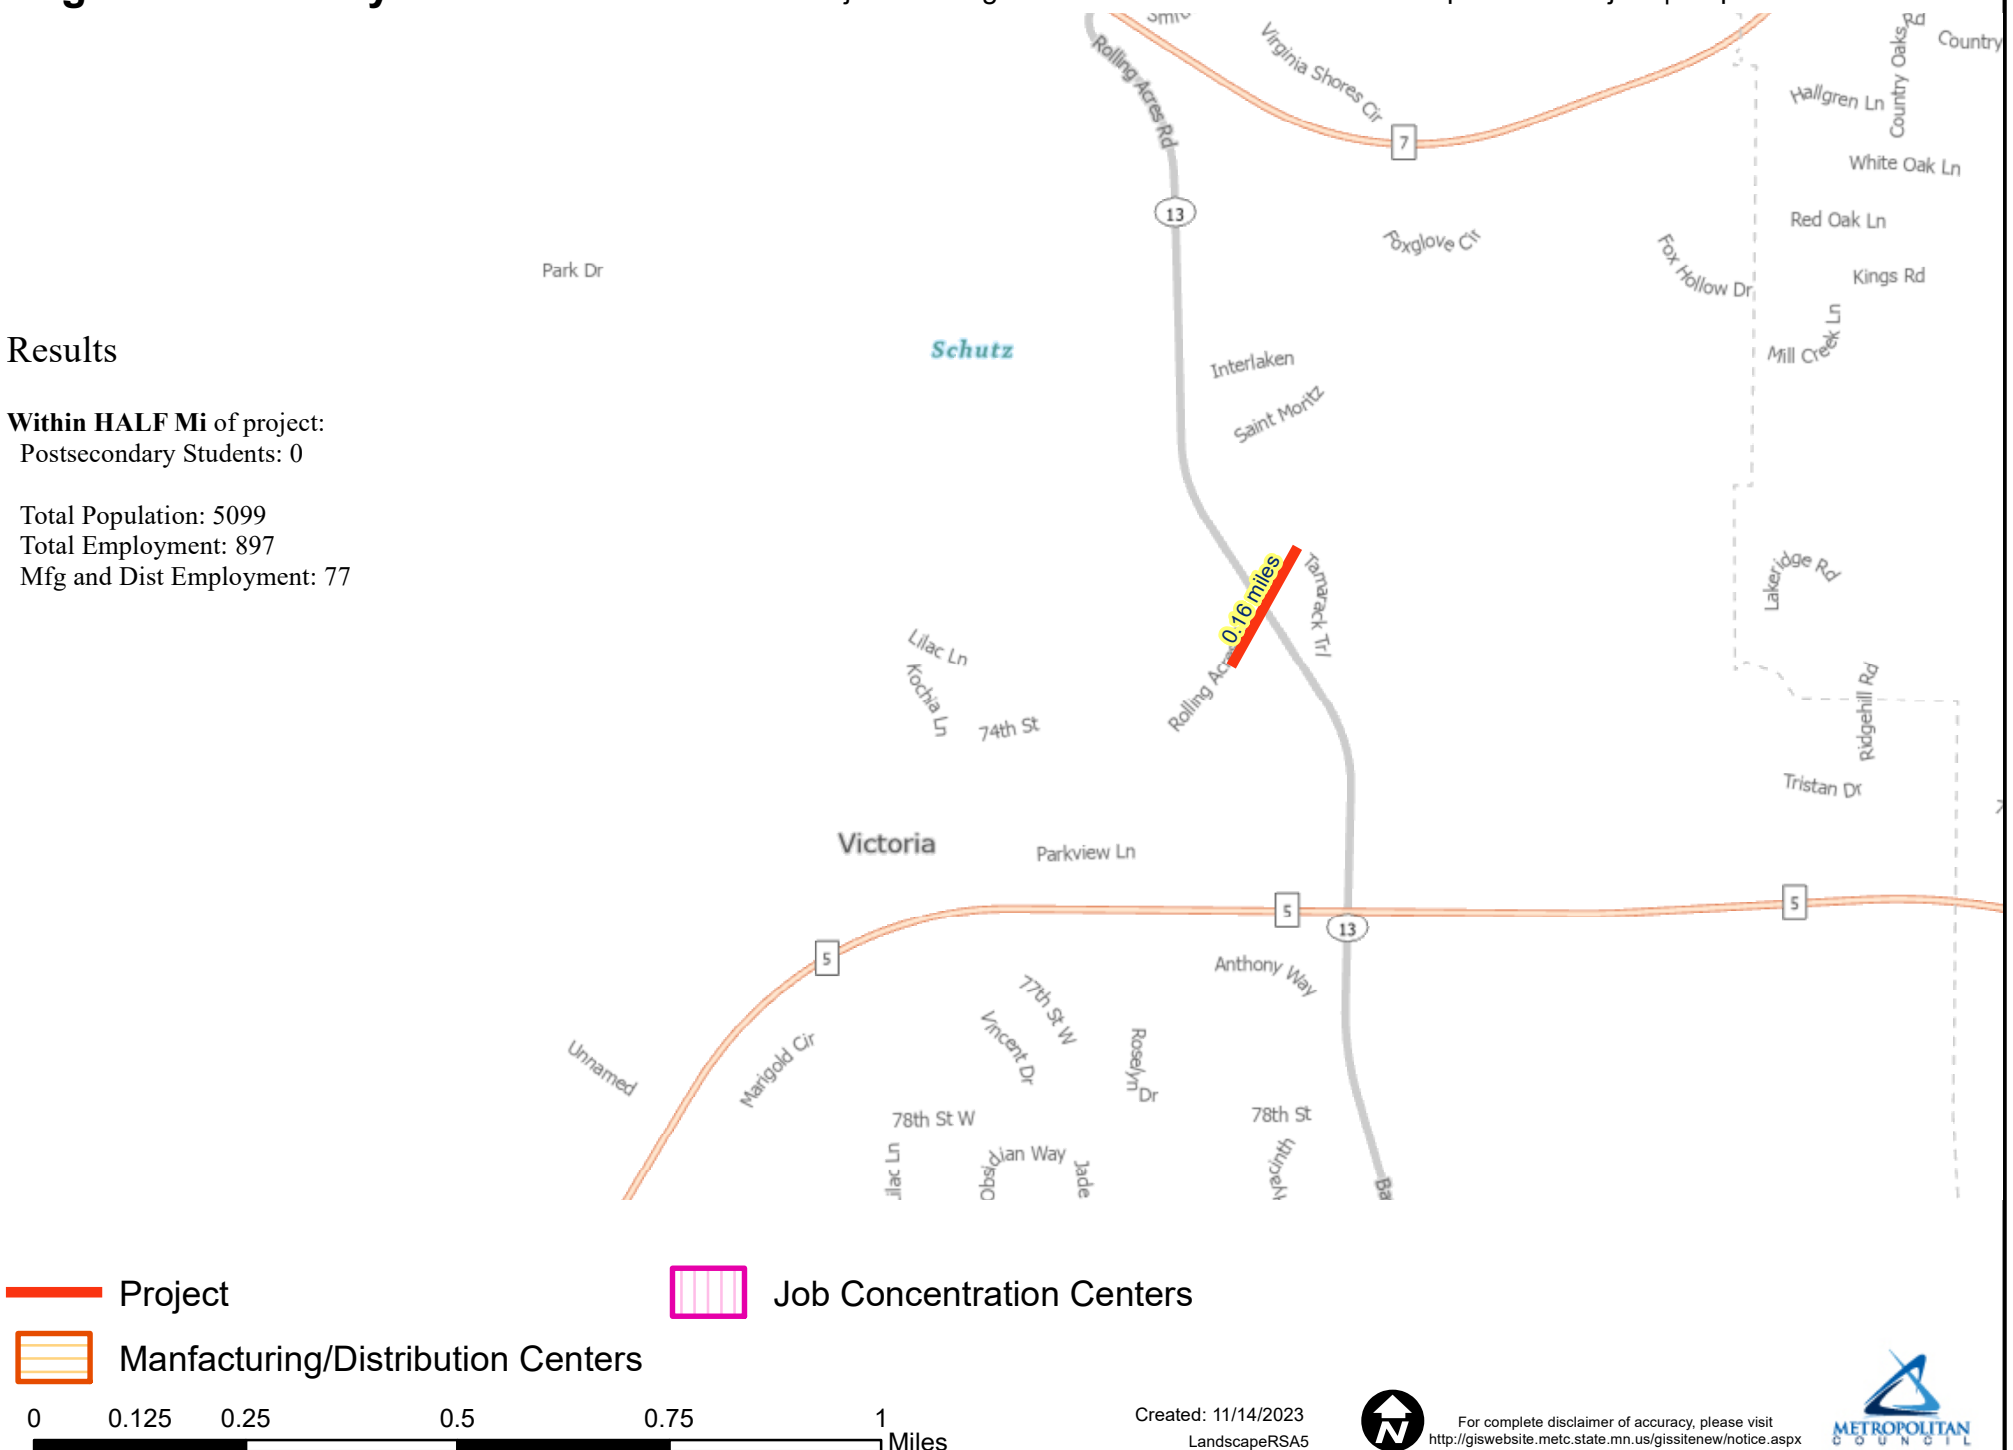 Rolling Acres Rd
Virginia Shores Cir
Country Oaks Rd
Country
Hallgren Ln
7
White Oak Ln
13
Red Oak Ln
Foxglove Cir
Fox Hollow Dr
Kings Rd
Park Dr
Mill Creek Ln
Results
Schutz
Interlaken
Saint Moritz
Within HALF Mi of project:
Postsecondary Students: 0
Total Population: 5099
Total Employment: 897
Mfg and Dist Employment: 77
0.16 miles
Tamarack Trl
Lakeridge Rd
Lilac Ln
Kochia Ln
74th St
Rolling Acre
Ridgehill Rd
Tristan Dr
Victoria
Parkview Ln
5
5
13
5
Anthony Way
77th St W
Vincent Dr
Roselyn Dr
Unnamed
Marigold Cir
78th St W
78th St
ilac Ln
Obsidian Way
Jade
Ba
Project
Job Concentration Centers
Manfacturing/Distribution Centers
0 0.125 0.25 0.5 0.75 1
Miles
Created: 11/14/2023
LandscapeRSA5
N
For complete disclaimer of accuracy, please visit
http://giswebsite.metc.state.mn.us/gissitenew/notice.aspx
METROPOLITAN
COUNCIL